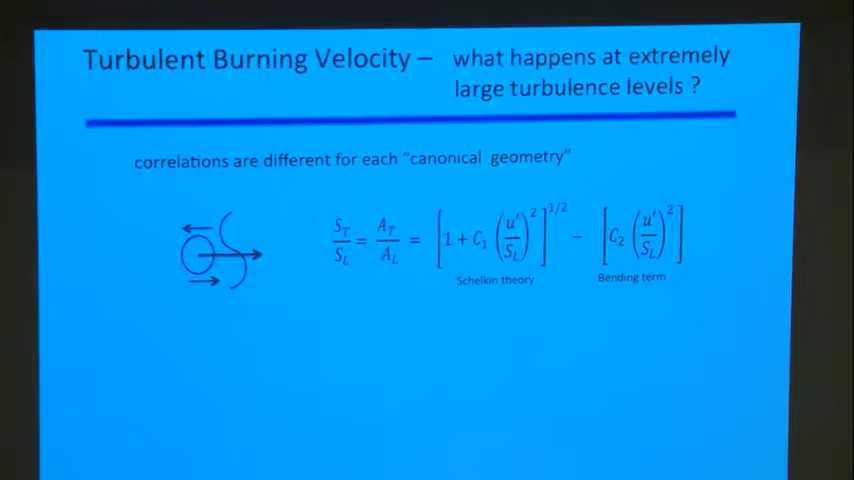 Turbulent Burning Velocity – what happens at extremely
large turbulence levels ?
correlations are different for each "canonical geometry"
S_T/S_L = A_T/A_L = [1 + C_1 (u'/S_L)^2]^1/2 − [C_2 (u'/S_L)^2]
Schelkin theory Bending term